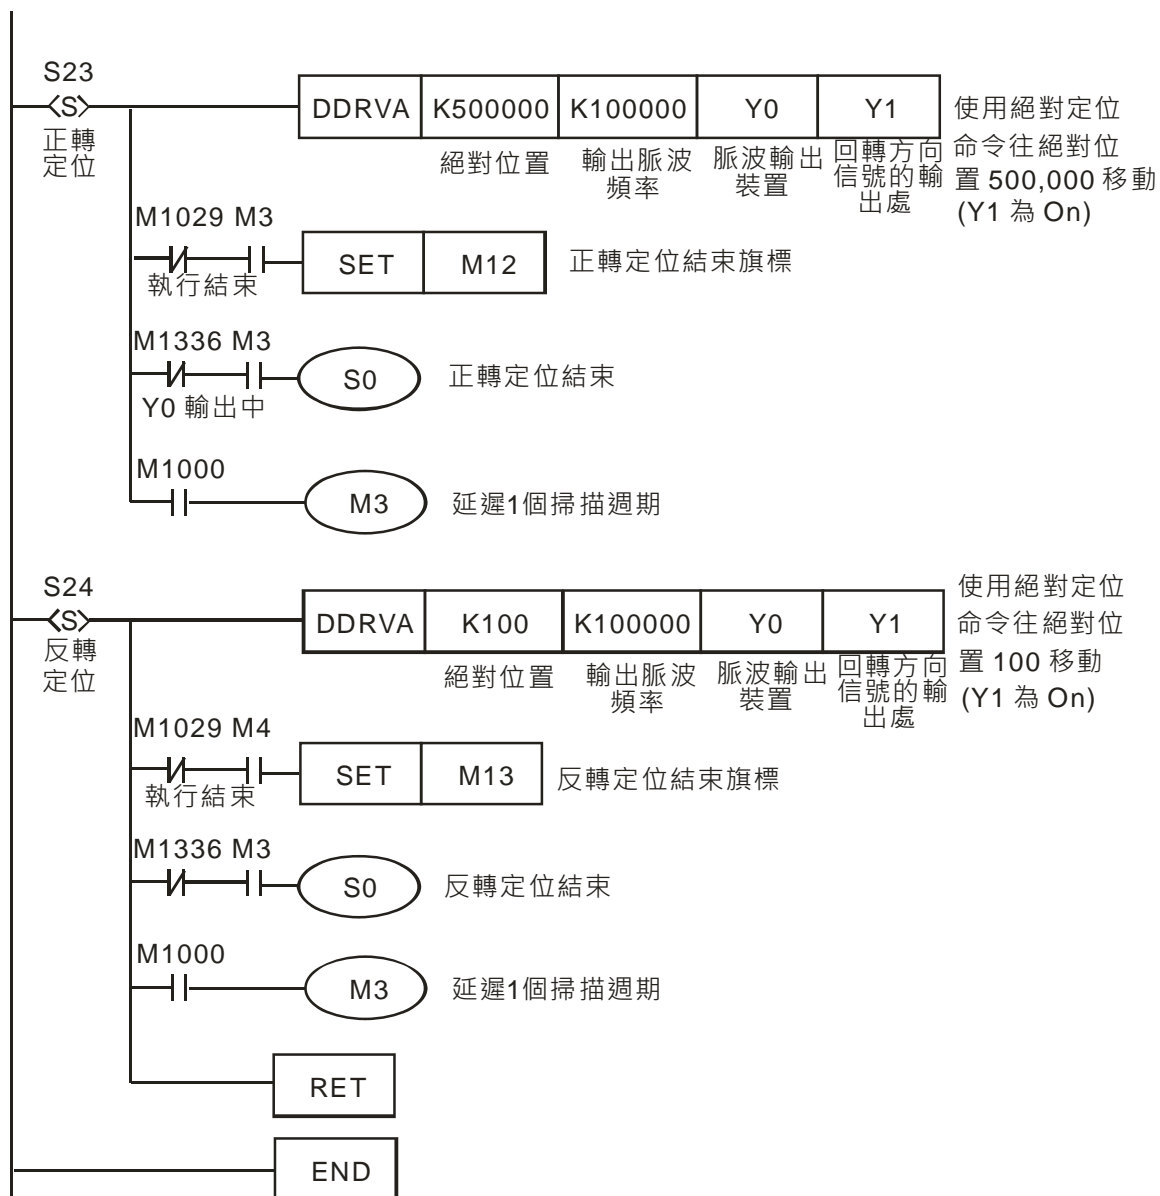 S23
S
正轉
定位
DDRVA K500000 K100000 Y0 Y1
絕對位置
輸出脈波
頻率
脈波輸出
裝置
回轉方向
信號的輸
出處
使用絕對定位
命令往絕對位
置 500,000 移動
(Y1 為 On)
M1029 M3
執行結束
SET M12
正轉定位結束旗標
M1336 M3
Y0 輸出中
S0
正轉定位結束
M1000
M3
延遲1個掃描週期
S24
S
反轉
定位
DDRVA K100 K100000 Y0 Y1
絕對位置
輸出脈波
頻率
脈波輸出
裝置
回轉方向
信號的輸
出處
使用絕對定位
命令往絕對位
置 100 移動
(Y1 為 On)
M1029 M4
執行結束
SET M13
反轉定位結束旗標
M1336 M3
S0
反轉定位結束
M1000
M3
延遲1個掃描週期
RET
END